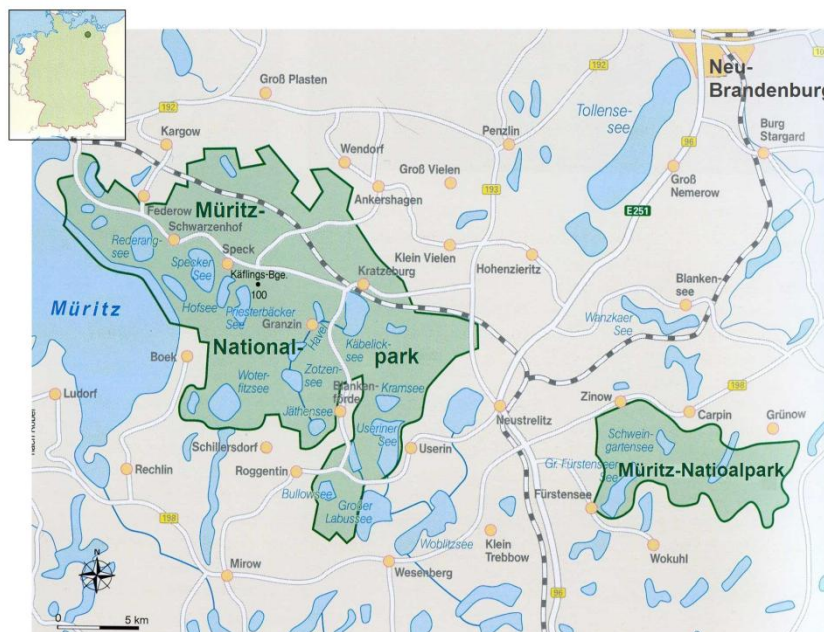 Neu-
Brandenburg
Groß Plasten
192
192
Tollense-
see
Kargow
Penzlin
96
Burg
Stargard
Wendorf
Groß Vielen
193
Groß
Nemerow
Ankershagen
Federow
Müritz-
E251
Schwarzenhof
Rederang-
see
Speck
Klein Vielen
Specker
See
Käflings-Bge.
100
Kratzeburg
Hohenzieritz
Müritz
Hofsee
Priesterbäcker
See
Blanken-
see
Granzin
Havel
Wanzkaer
See
National-
park
Käbelick-
see
Boek
Zotzen-
see
Woter-
fitzsee
Kramsee
Ludorf
Blanken-
förde
Jäthensee
Zinow
198
Neustrelitz
Carpin
Grünow
Useriner
See
Schwein-
gartensee
Schillersdorf
Userin
Roggentin
Rechlin
Gr. Fürstenseer
See
Müritz-Natioalpark
Bullowsee
Großer
Labussee
Fürstensee
198
Woblitzsee
Klein
Trebbow
Wokuhl
Mirow
Wesenberg
N
96
0
5 km